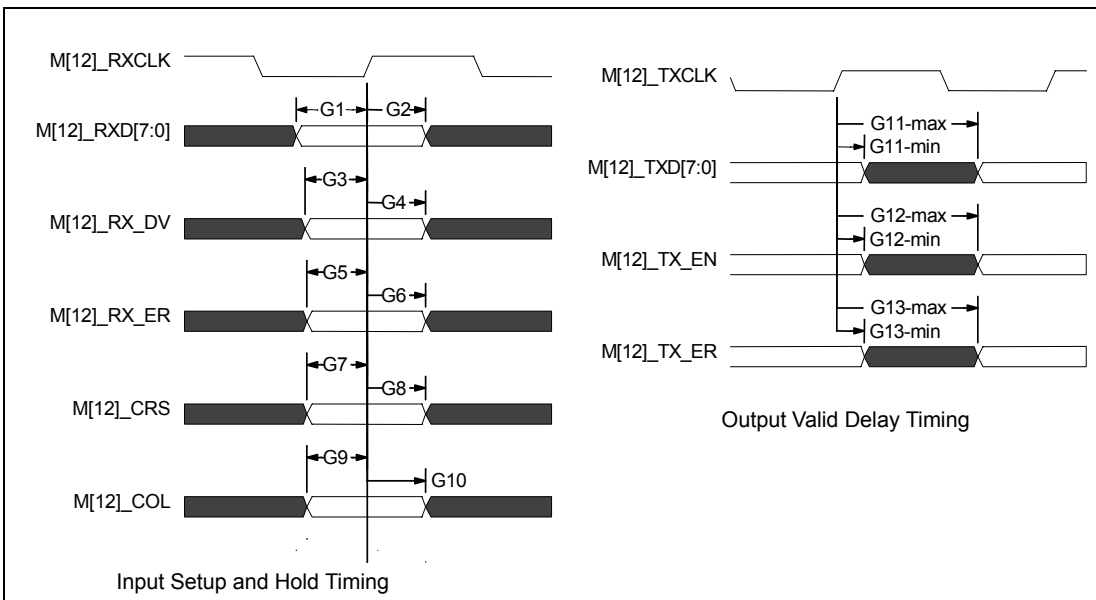 M[12]_RXCLK
G1 G2
M[12]_RXD[7:0]
G3
G4
M[12]_RX_DV
G5
G6
M[12]_RX_ER
G7
G8
M[12]_CRS
G9
G10
M[12]_COL
Input Setup and Hold Timing
M[12]_TXCLK
G11-max
G11-min
M[12]_TXD[7:0]
G12-max
G12-min
M[12]_TX_EN
G13-max
G13-min
M[12]_TX_ER
Output Valid Delay Timing